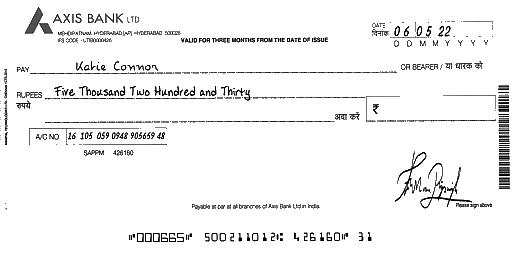 AXIS BANK LTD
MEHDIPATNAM, HYDERABAD (AP) HYDERABAD 500028
IFS CODE - UTIB0000426
VALID FOR THREE MONTHS FROM THE DATE OF ISSUE
DATE
दिनांक 06 05 22
D D M M Y Y Y Y
PAY Katie Connor OR BEARER / या धारक को
RUPEES Five Thousand Two Hundred and Thirty
रुपये
अदा करें ₹
A/C NO 16 105 059 0948 905659 48
SAPPM 426160
Payable at par at all branches of Axis Bank Ltd in India.
Please sign above
"000665" 500211012: 426160" 31